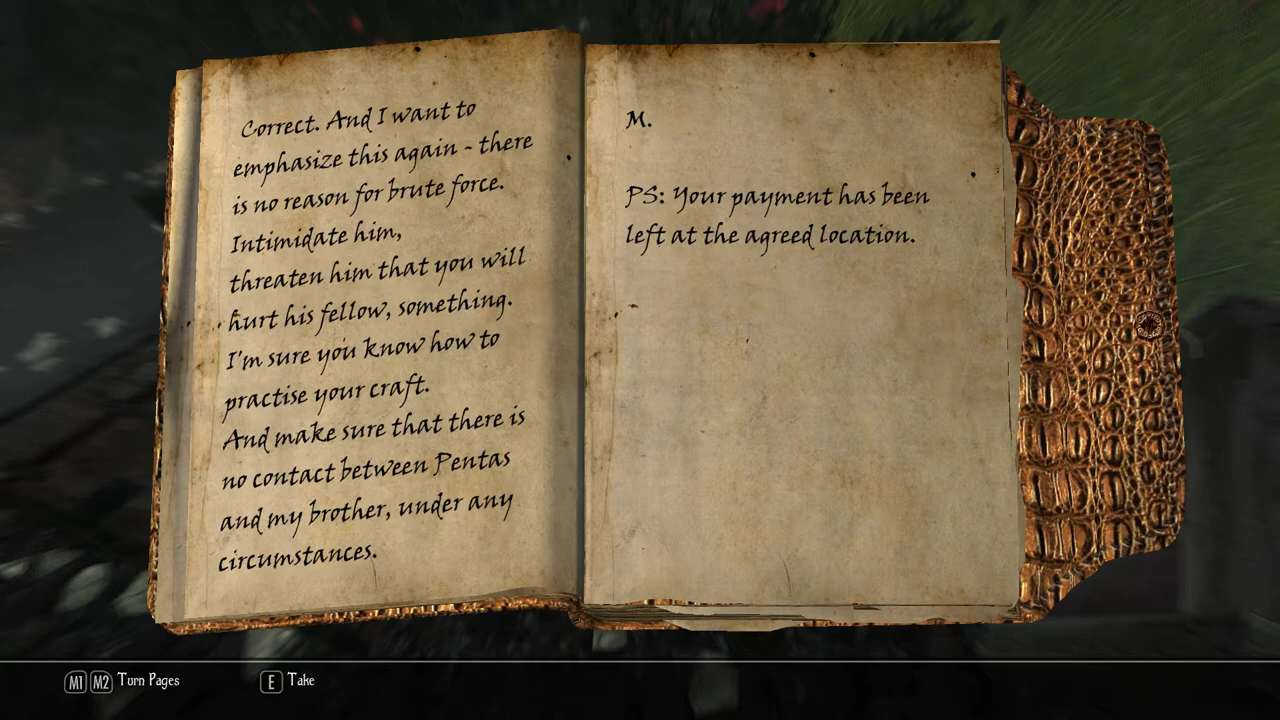 Correct. And I want to
emphasize this again - there
is no reason for brute force.
Intimidate him,
threaten him that you will
hurt his fellow, something.
I'm sure you know how to
practise your craft.
And make sure that there is
no contact between Pentas
and my brother, under any
circumstances.
M.
PS: Your payment has been
left at the agreed location.
M1 M2 Turn Pages
E Take